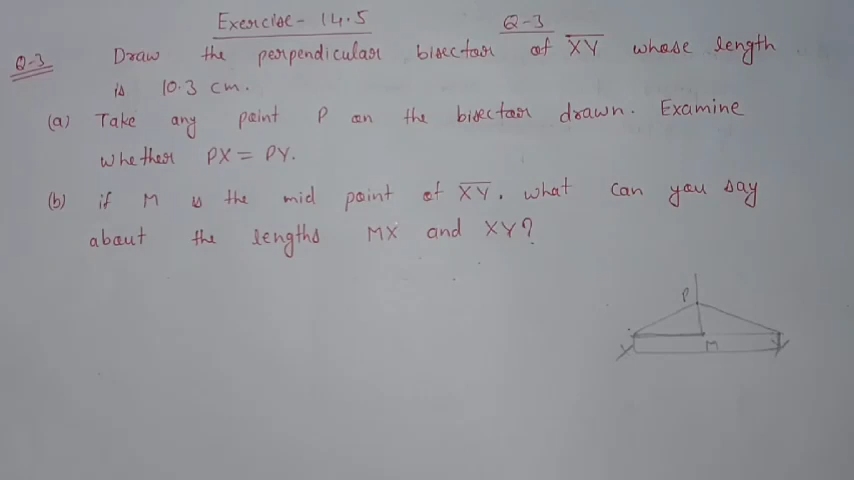 Exercise - 14.5 Q-3
Q-3 Draw the perpendicular bisector of XY whose length
is 10.3 cm.
(a) Take any point P on the bisector drawn. Examine
whether PX = PY.
(b) if M is the mid point of XY. what can you say
about the lengths MX and XY?
P
X M Y